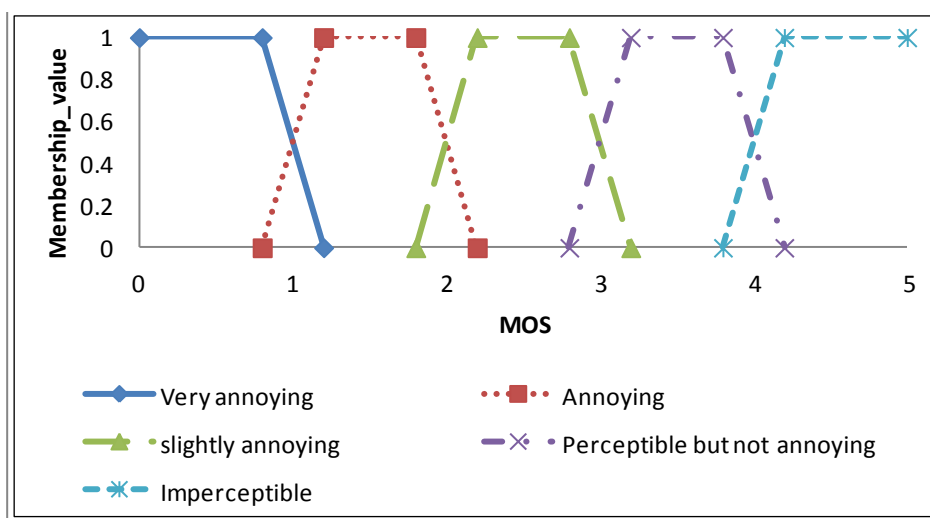 Membership_value
1
0.8
0.6
0.4
0.2
0
0 1 2 3 4 5
MOS
Very annoying Annoying
slightly annoying Perceptible but not annoying
Imperceptible